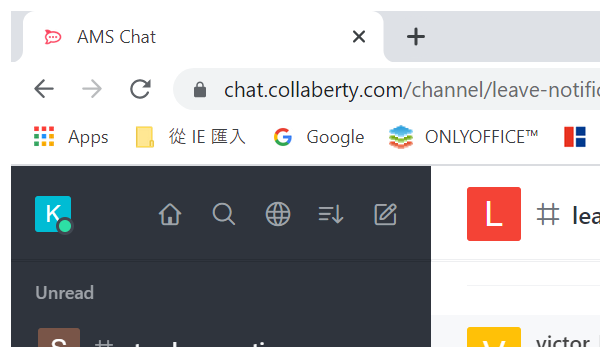 AMS Chat
chat.collaberty.com/channel/leave-notific
Apps 從 IE 匯入 Google ONLYOFFICE™
K
L lea
Unread
S
V victor